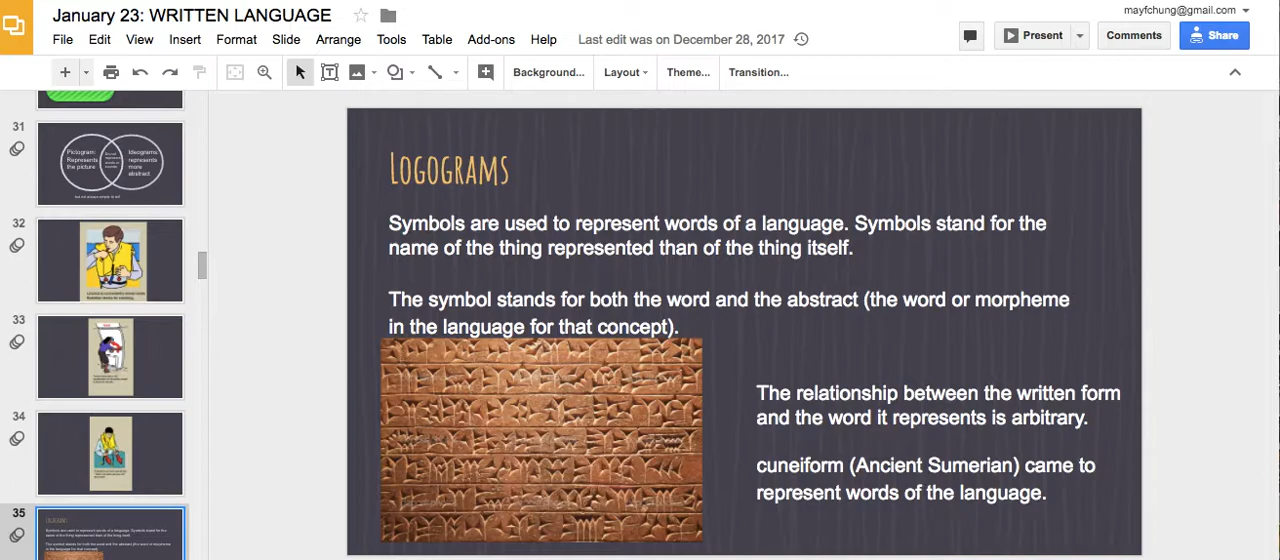 January 23: WRITTEN LANGUAGE
mayfchung@gmail.com
File Edit View Insert Format Slide Arrange Tools Table Add-ons Help Last edit was on December 28, 2017
Present Comments Share
Background... Layout Theme... Transition...
31
Pictogram:
Represents
the picture
Ideograms:
represents
more
abstract
32
33
34
35
Logograms
Logograms
Symbols are used to represent words of a language. Symbols stand for the
name of the thing represented than of the thing itself.
The symbol stands for both the word and the abstract (the word or morpheme
in the language for that concept).
The relationship between the written form
and the word it represents is arbitrary.
cuneiform (Ancient Sumerian) came to
represent words of the language.